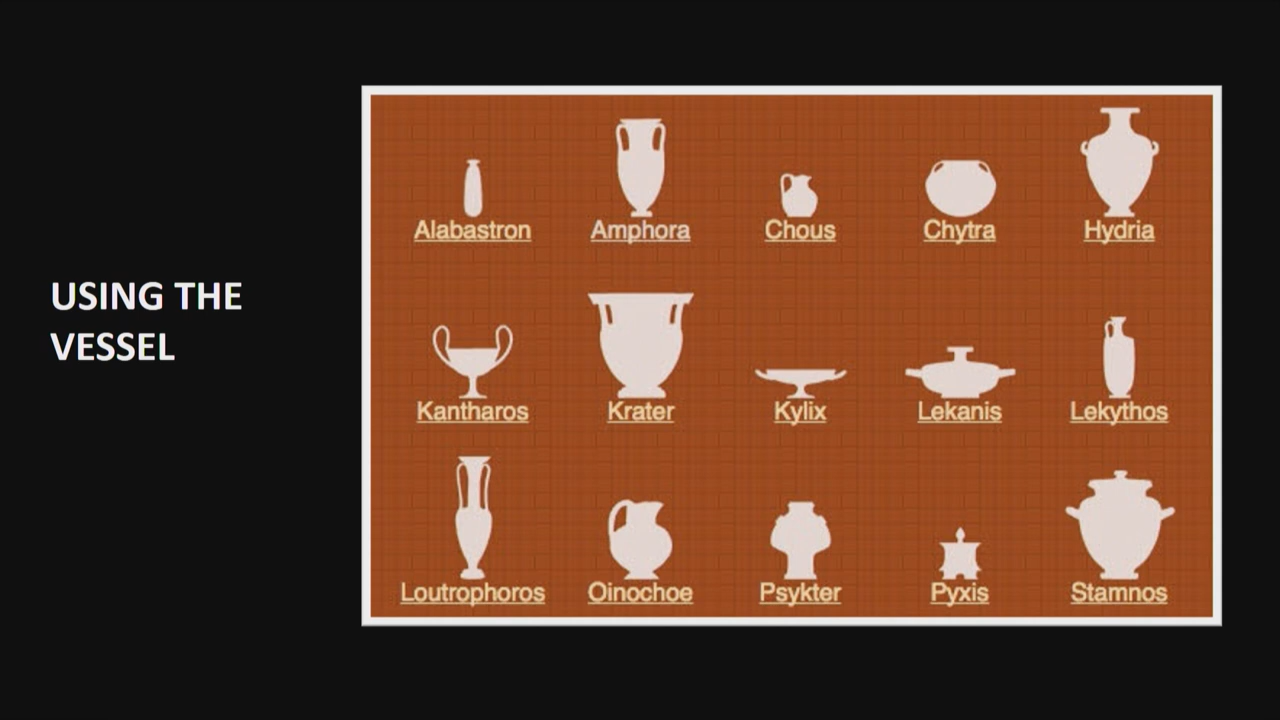 USING THE
VESSEL
Alabastron
Amphora
Chous
Chytra
Hydria
Kantharos
Krater
Kylix
Lekanis
Lekythos
Loutrophoros
Oinochoe
Psykter
Pyxis
Stamnos